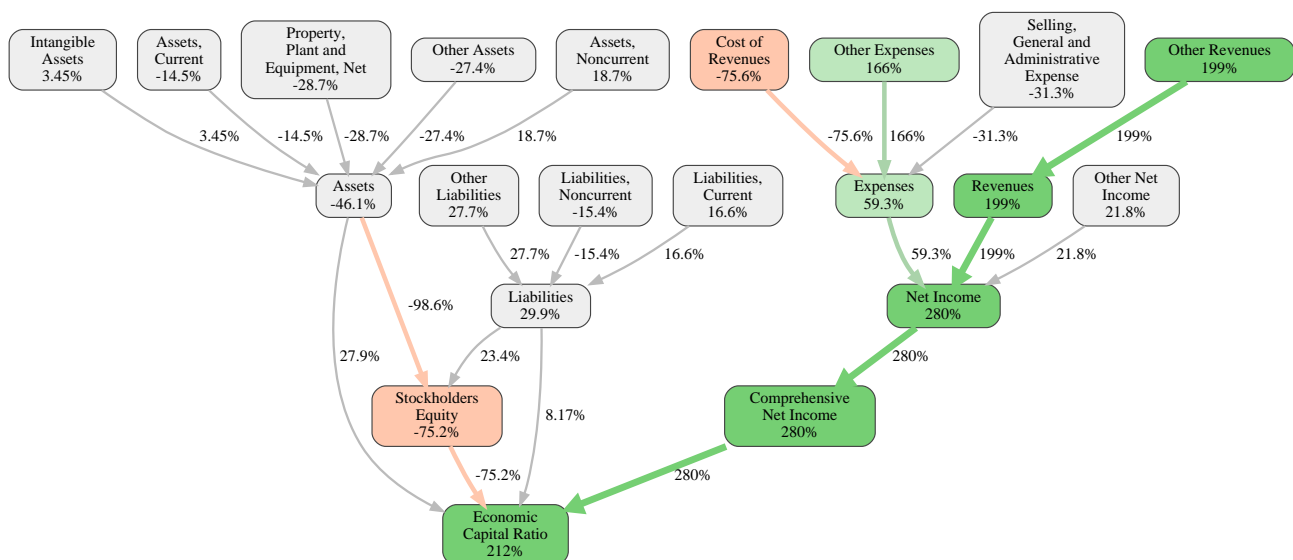 Intangible
Assets
3.45%
Assets,
Current
-14.5%
Property,
Plant and
Equipment, Net
-28.7%
Other Assets
-27.4%
Assets,
Noncurrent
18.7%
Cost of
Revenues
-75.6%
Other Expenses
166%
Selling,
General and
Administrative
Expense
-31.3%
Other Revenues
199%
3.45%
-14.5%
-28.7%
-27.4%
18.7%
-75.6%
166%
-31.3%
199%
Assets
-46.1%
Other
Liabilities
27.7%
Liabilities,
Noncurrent
-15.4%
Liabilities,
Current
16.6%
Expenses
59.3%
Revenues
199%
Other Net
Income
21.8%
27.7%
-15.4%
16.6%
59.3%
199%
21.8%
-98.6%
Liabilities
29.9%
Net Income
280%
27.9%
23.4%
280%
Stockholders
Equity
-75.2%
8.17%
Comprehensive
Net Income
280%
-75.2%
280%
Economic
Capital Ratio
212%